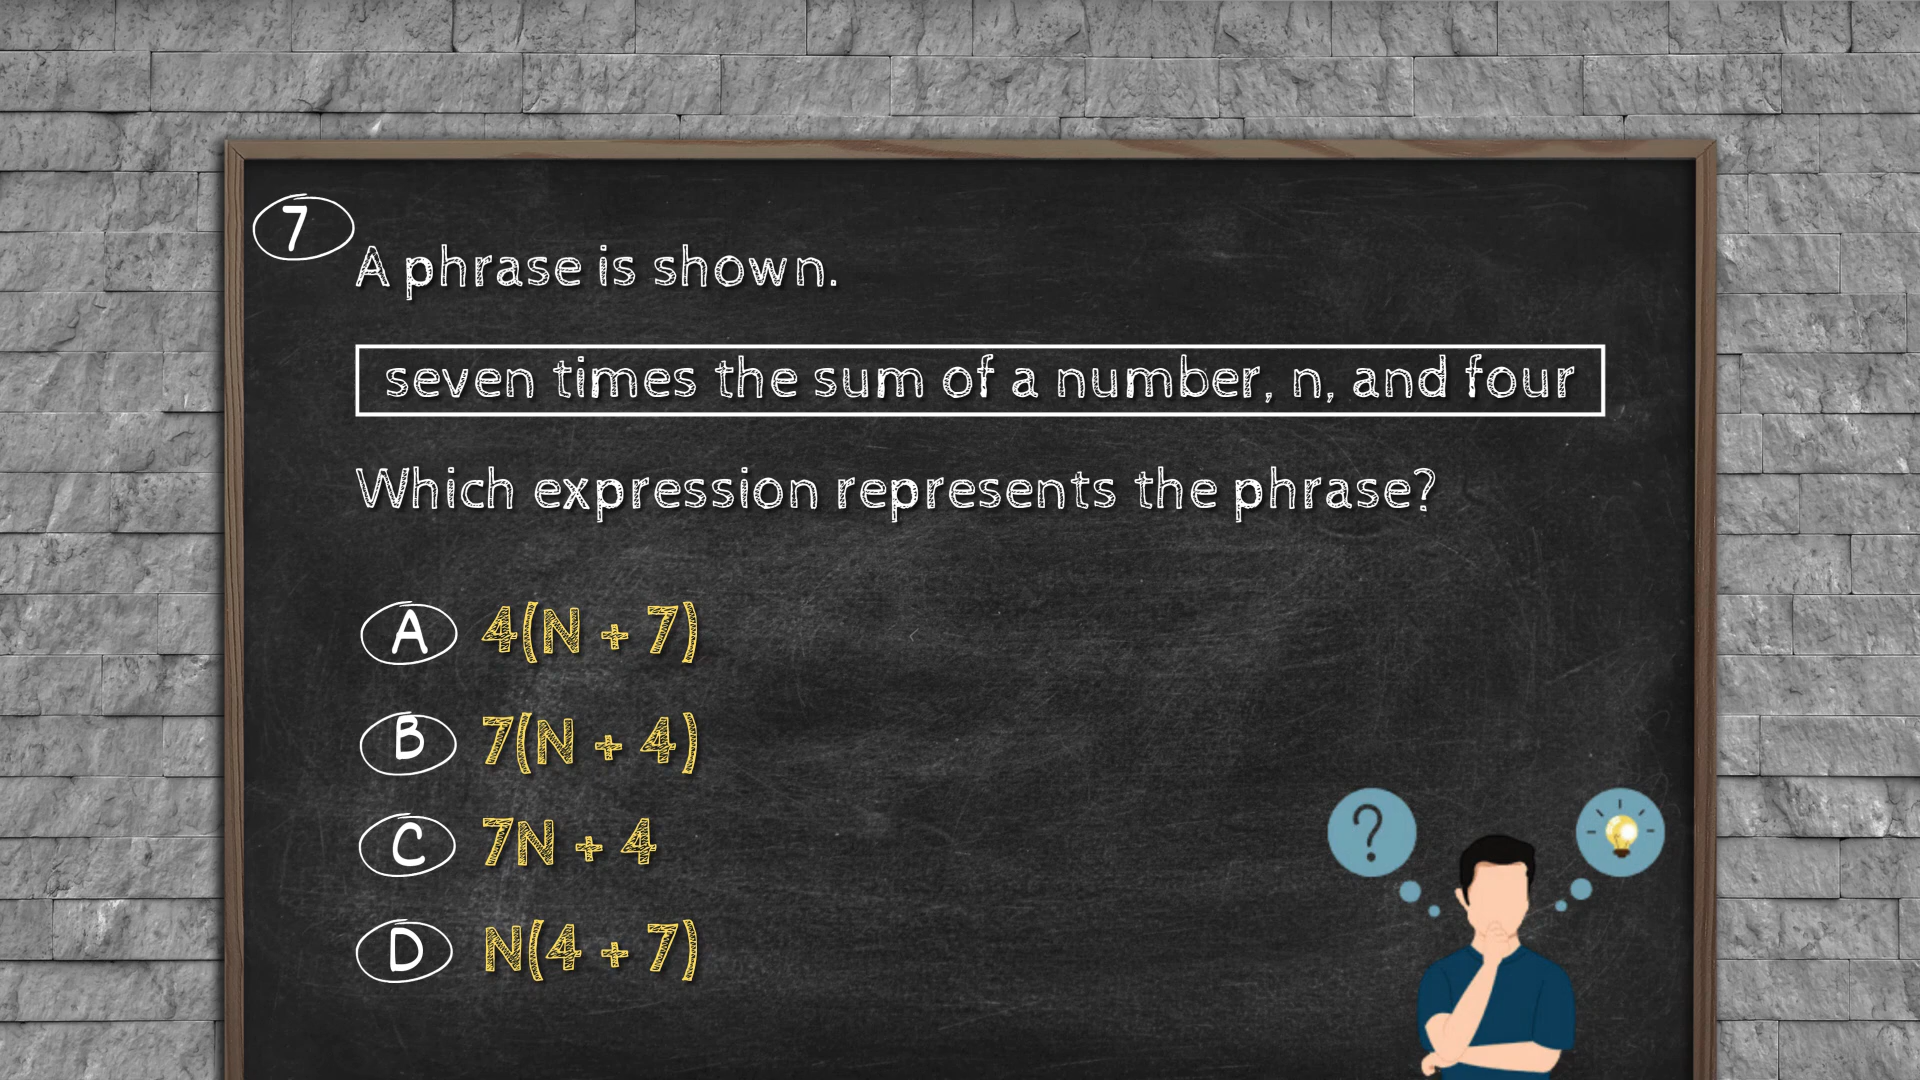 7
A phrase is shown.
seven times the sum of a number, n, and four
Which expression represents the phrase?
A 4(N + 7)
B 7(N + 4)
C 7N + 4
D N(4 + 7)
?